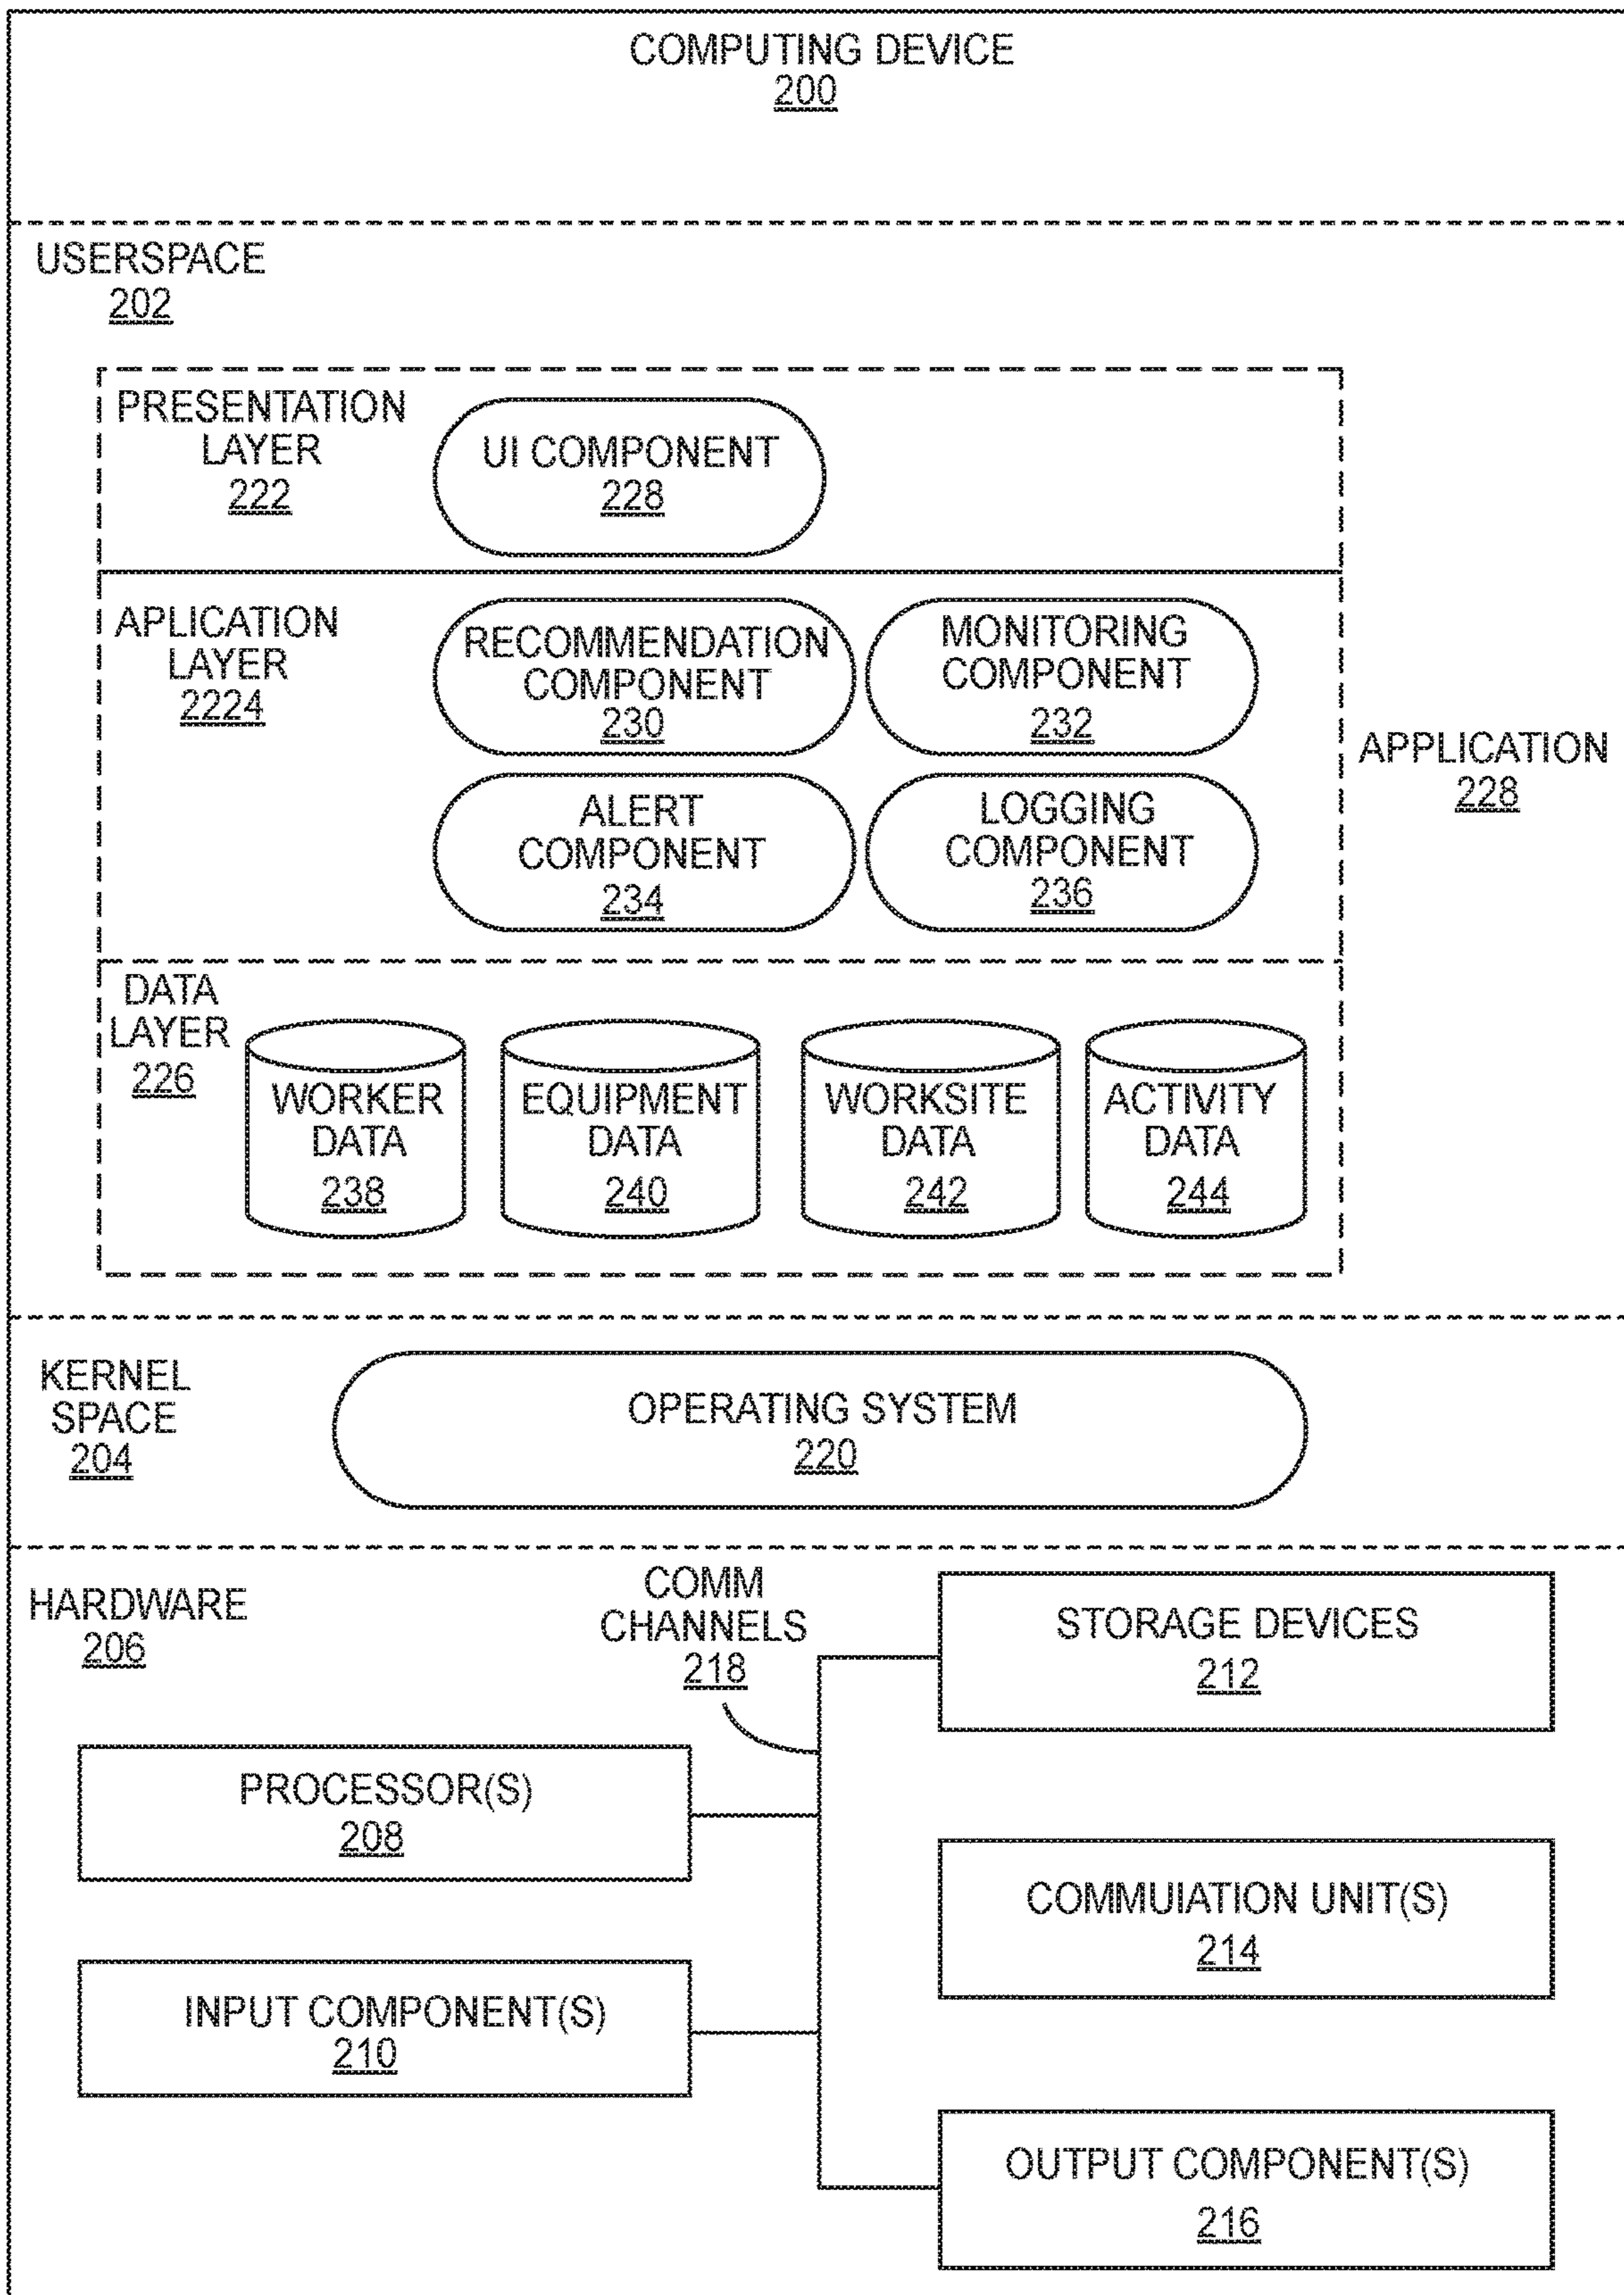 COMPUTING DEVICE
200
USERSPACE
202
PRESENTATION
LAYER
222
UI COMPONENT
228
APLICATION
LAYER
2224
RECOMMENDATION
COMPONENT
230
MONITORING
COMPONENT
232
ALERT
COMPONENT
234
LOGGING
COMPONENT
236
APPLICATION
228
DATA
LAYER
226
WORKER
DATA
238
EQUIPMENT
DATA
240
WORKSITE
DATA
242
ACTIVITY
DATA
244
KERNEL
SPACE
204
OPERATING SYSTEM
220
HARDWARE
206
COMM
CHANNELS
218
STORAGE DEVICES
212
PROCESSOR(S)
208
COMMUIATION UNIT(S)
214
INPUT COMPONENT(S)
210
OUTPUT COMPONENT(S)
216